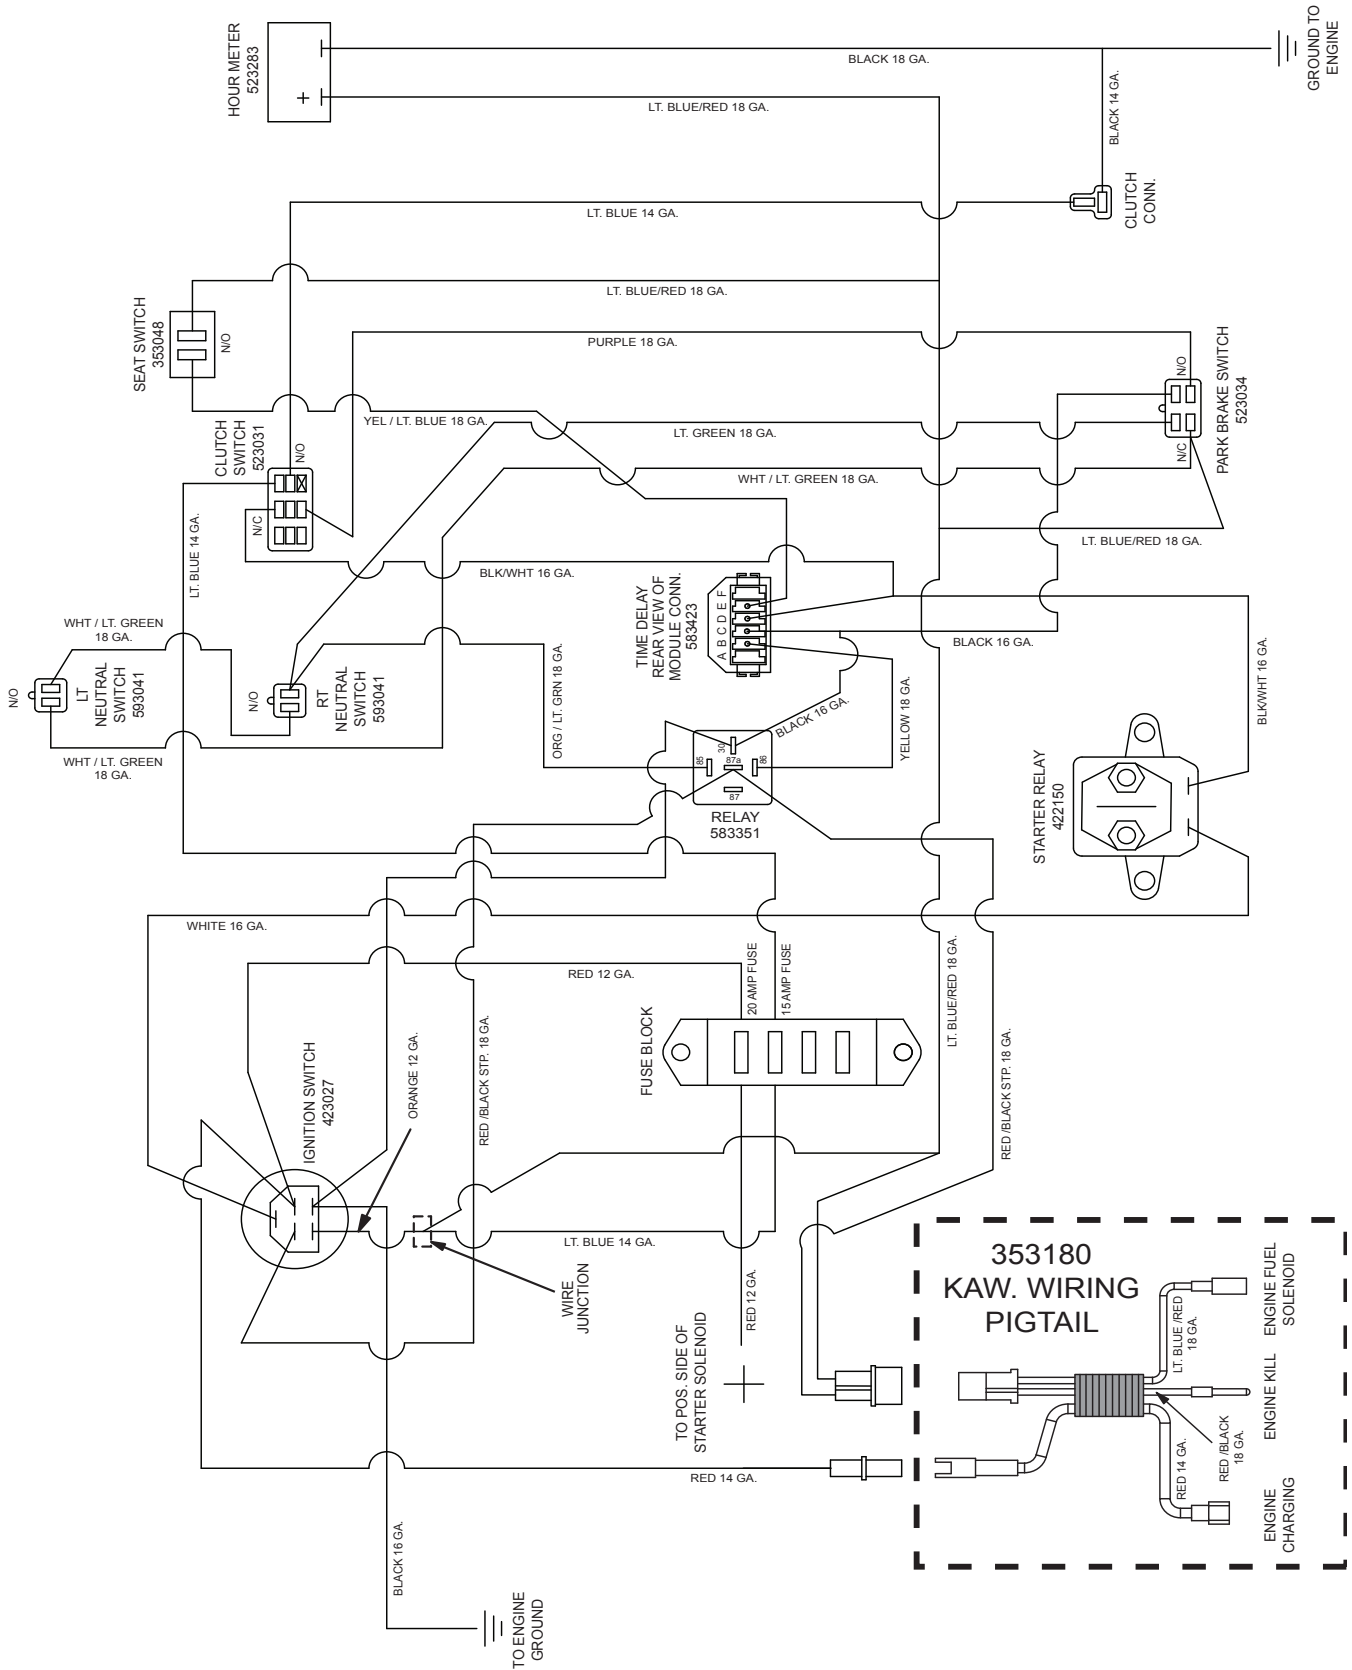 HOUR METER
523283
+
BLACK 18 GA.
LT. BLUE/RED 18 GA.
BLACK 14 GA.
GROUND TO
ENGINE
CLUTCH
CONN.
LT. BLUE 14 GA.
SEAT SWITCH
353048
N/O
LT. BLUE/RED 18 GA.
PURPLE 18 GA.
YEL / LT. BLUE 18 GA.
LT. GREEN 18 GA.
WHT / LT. GREEN 18 GA.
N/O
N/C
PARK BRAKE SWITCH
523034
LT. BLUE/RED 18 GA.
CLUTCH
SWITCH
523031
N/O
N/C
LT. BLUE 14 GA.
BLK/WHT 16 GA.
TIME DELAY
REAR VIEW OF
MODULE CONN.
583423
A B C D E F
BLACK 16 GA.
WHT / LT. GREEN
18 GA.
N/O
LT
NEUTRAL
SWITCH
593041
WHT / LT. GREEN
18 GA.
N/O
RT
NEUTRAL
SWITCH
593041
ORG / LT. GRN 18 GA.
BLACK 16 GA.
YELLOW 18 GA.
BLK/WHT 16 GA.
30
85
87a
86
87
RELAY
583351
STARTER RELAY
422150
WHITE 16 GA.
RED 12 GA.
20 AMP FUSE
15 AMP FUSE
FUSE BLOCK
LT. BLUE/RED 18 GA.
RED /BLACK STP. 18 GA.
RED /BLACK STP. 18 GA.
IGNITION SWITCH
423027
ORANGE 12 GA.
LT. BLUE 14 GA.
WIRE
JUNCTION
RED 12 GA.
TO POS. SIDE OF
STARTER SOLENOID
RED 14 GA.
BLACK 16 GA.
TO ENGINE
GROUND
353180
KAW. WIRING
PIGTAIL
LT. BLUE /RED
18 GA.
ENGINE FUEL
SOLENOID
ENGINE KILL
RED /BLACK
18 GA.
RED 14 GA.
ENGINE
CHARGING